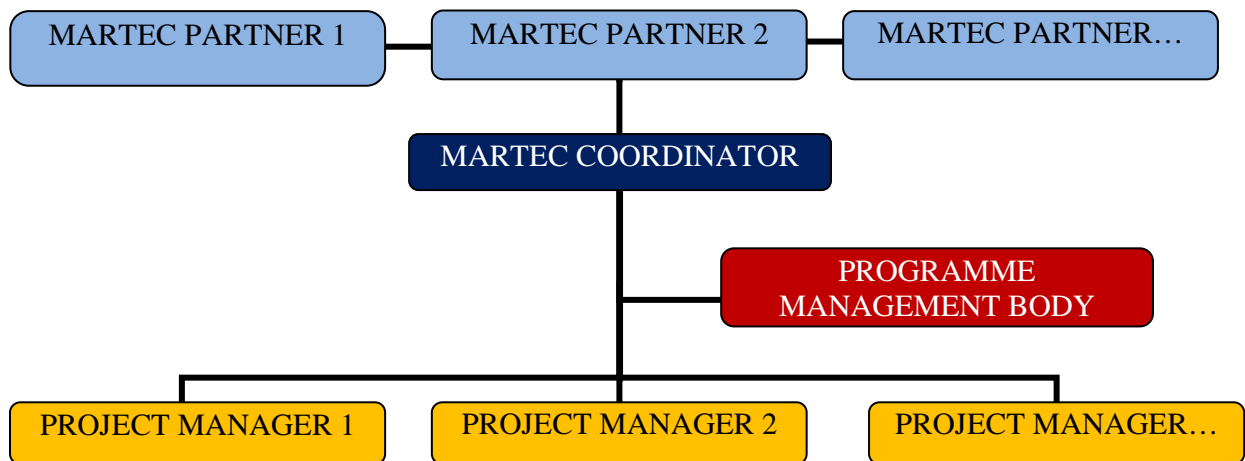 MARTEC PARTNER 1
MARTEC PARTNER 2
MARTEC PARTNER…
MARTEC COORDINATOR
PROGRAMME
MANAGEMENT BODY
PROJECT MANAGER 1
PROJECT MANAGER 2
PROJECT MANAGER…